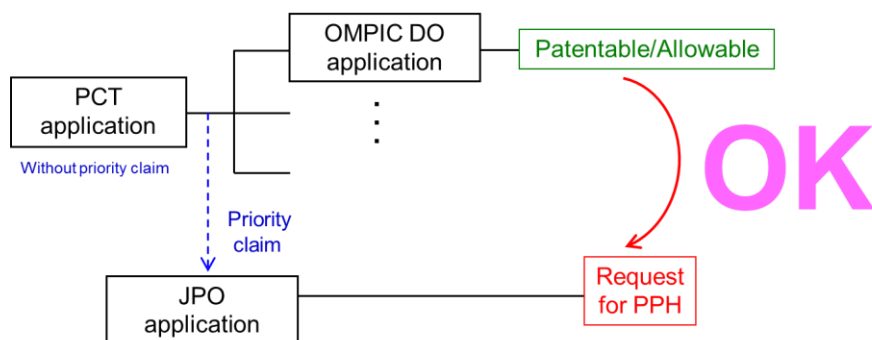 OMPIC DO
application
Patentable/Allowable
PCT
application
Without priority claim
OK
Priority
claim
JPO
application
Request
for PPH